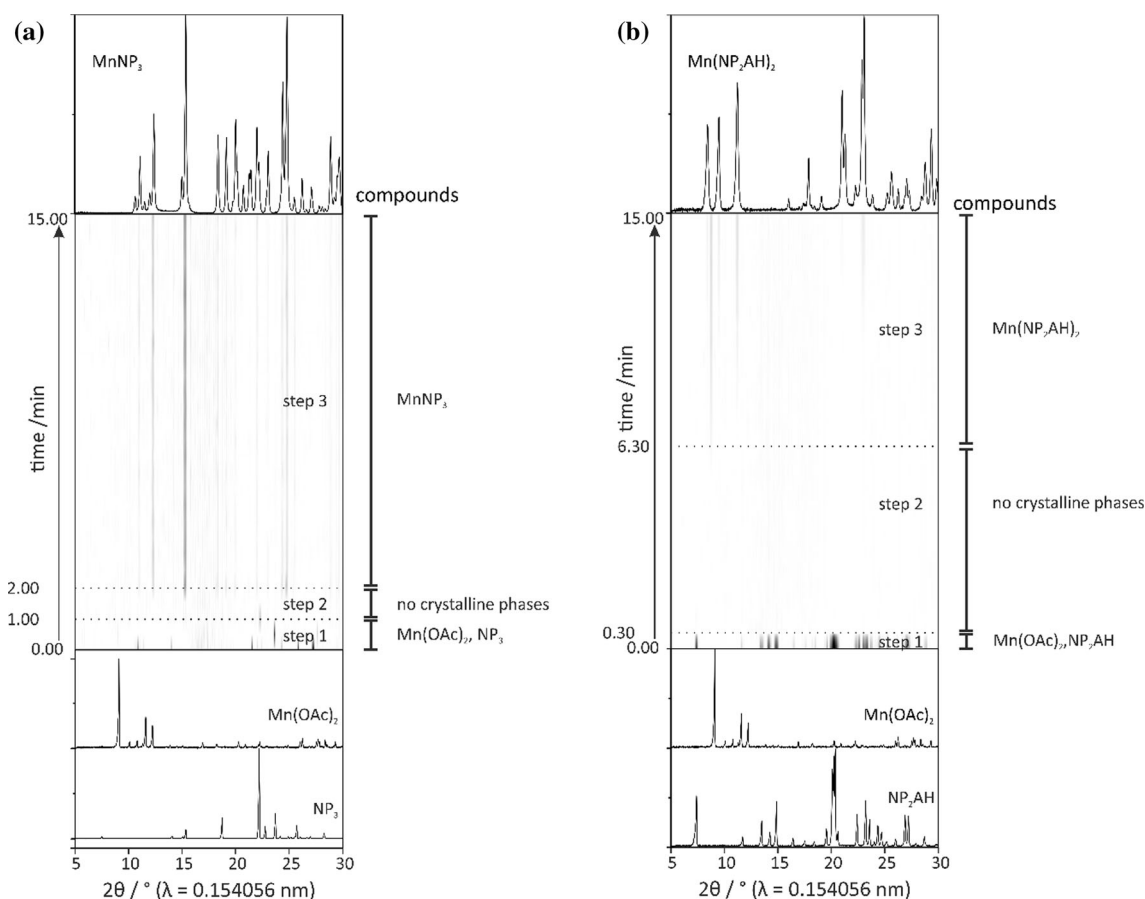 (a)
MnNP₃
compounds
15.00
time /min
step 3
MnNP₃
2.00
step 2
no crystalline phases
1.00
step 1
Mn(OAc)₂, NP₃
0.00
Mn(OAc)₂
NP₃
5 10 15 20 25 30
2θ / ° (λ = 0.154056 nm)
(b)
Mn(NP₂AH)₂
compounds
15.00
time /min
step 3
Mn(NP₂AH)₂
6.30
step 2
no crystalline phases
0.30
step 1
Mn(OAc)₂,NP₂AH
0.00
Mn(OAc)₂
NP₂AH
5 10 15 20 25 30
2θ / ° (λ = 0.154056 nm)